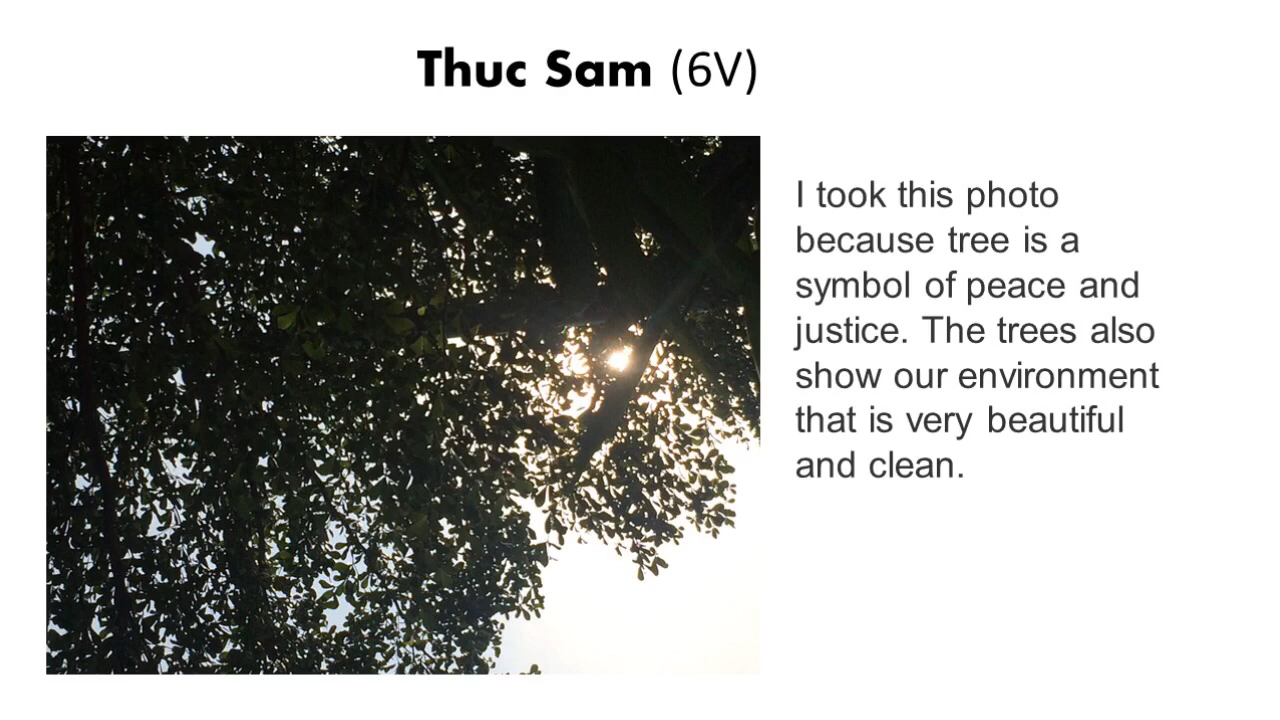 Thuc Sam (6V)
I took this photo
because tree is a
symbol of peace and
justice. The trees also
show our environment
that is very beautiful
and clean.